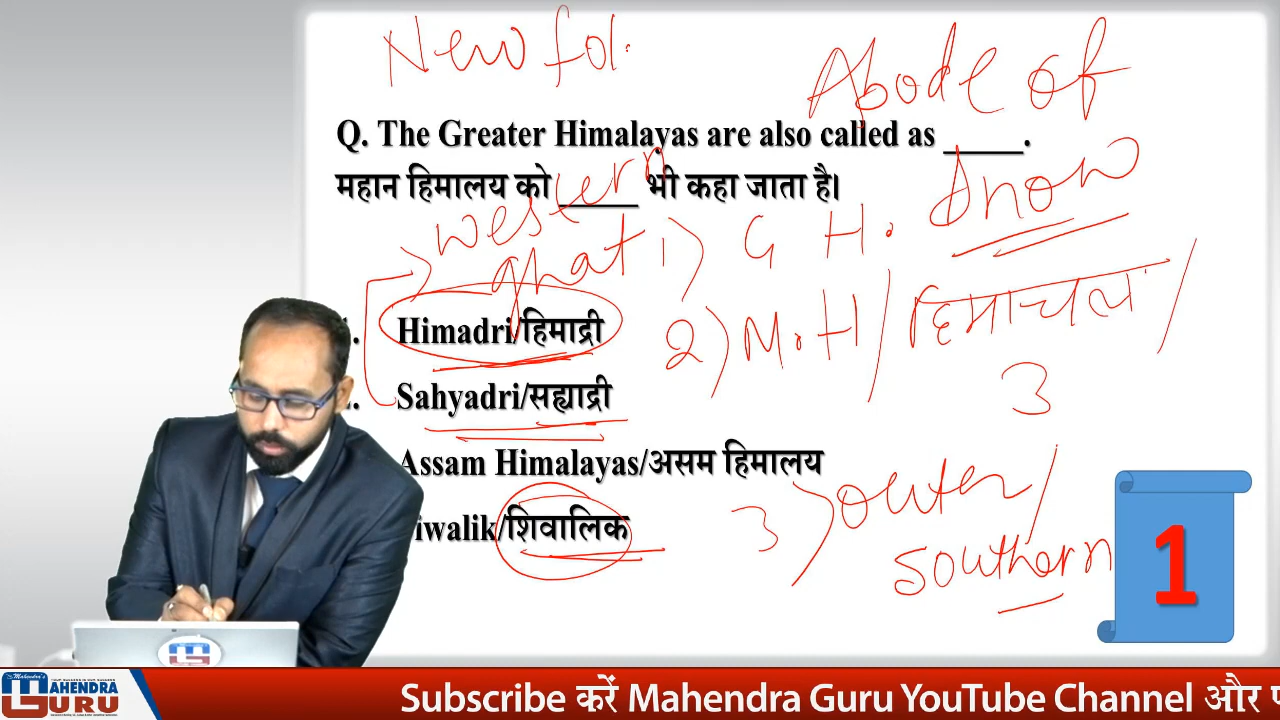 New fol.
Abode of
snow
Q. The Greater Himalayas are also called as _____.
महान हिमालय को _____ भी कहा जाता है।
western
ghat
1) G H.
2) M.H / हिमाचल /
3
Himadri/हिमाद्री
Sahyadri/सह्याद्री
Assam Himalayas/असम हिमालय
iwalik/शिवालिक
3) outer/
southern
1
Mahendra's
MAHENDRA
GURU
Subscribe करें Mahendra Guru YouTube Channel और